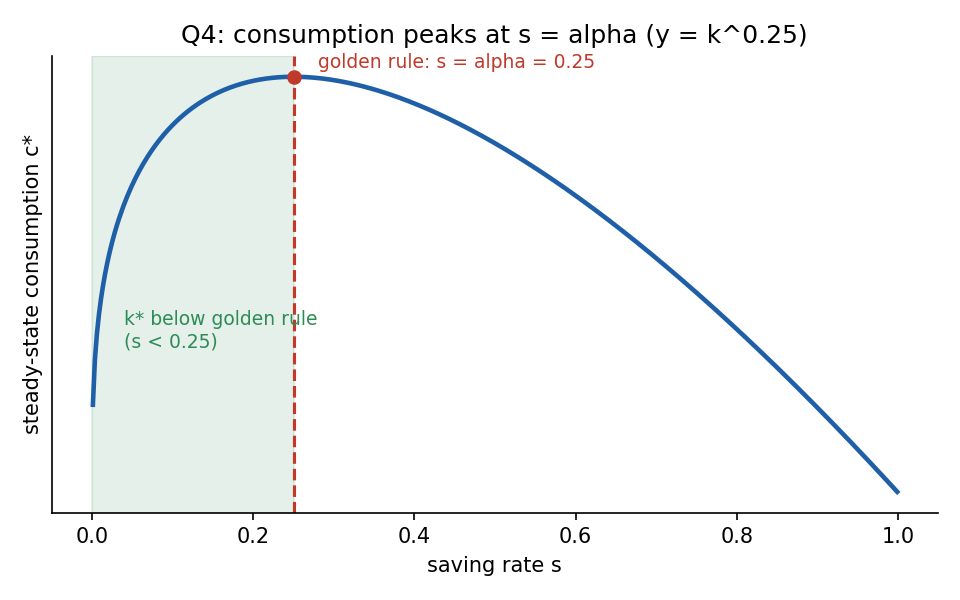 Q4: consumption peaks at s = alpha (y = k^0.25)
golden rule: s = alpha = 0.25
steady-state consumption c*
k* below golden rule
(s < 0.25)
0.0 0.2 0.4 0.6 0.8 1.0
saving rate s